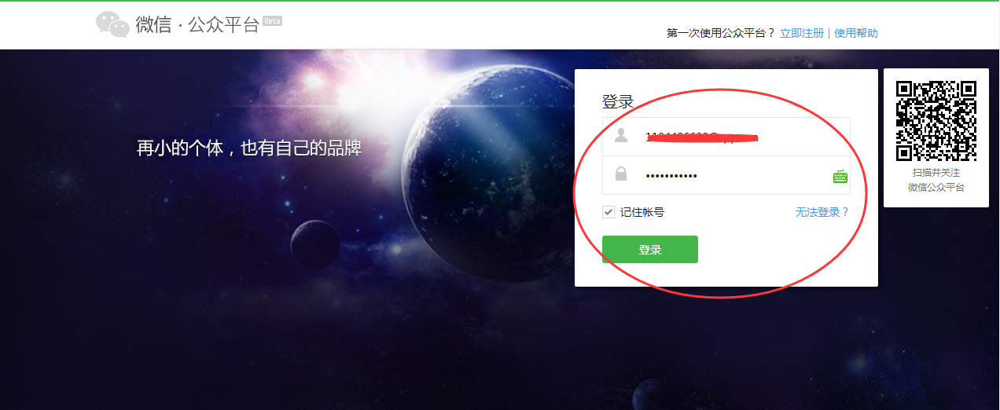 微信 · 公众平台 Beta
第一次使用公众平台？ 立即注册 | 使用帮助
再小的个体，也有自己的品牌
登录
•••••••••••
记住帐号 无法登录？
登录
扫描并关注
微信公众平台